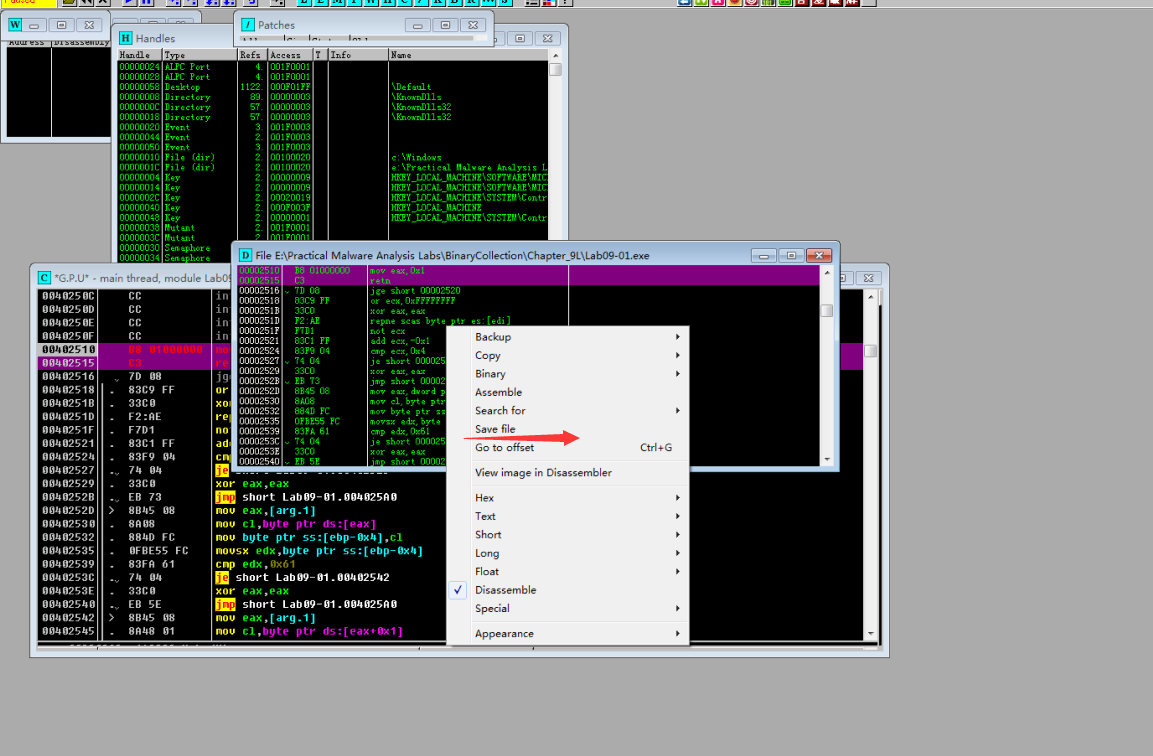 Paused
L E M T W H C / K B R ... S
W
/ Patches
Address Disassembly
H Handles
Handle Type Refs Access T Info Name
00000024 ALPC Port 4. 001F0001
00000028 ALPC Port 4. 001F0001
00000058 Desktop 1122. 000F01FF \Default
00000008 Directory 89. 00000003 \KnownDlls
0000000C Directory 57. 00000003 \KnownDlls32
00000018 Directory 57. 00000003 \KnownDlls32
00000020 Event 3. 001F0003
00000044 Event 2. 001F0003
00000050 Event 3. 001F0003
00000010 File (dir) 2. 00100020 c:\Windows
0000001C File (dir) 2. 00100020 e:\Practical Malware Analysis L
00000004 Key 2. 00000009 HKEY_LOCAL_MACHINE\SOFTWARE\MIC
00000014 Key 2. 00000009 HKEY_LOCAL_MACHINE\SOFTWARE\MIC
0000002C Key 2. 00020019 HKEY_LOCAL_MACHINE\SYSTEM\Contr
00000040 Key 2. 000F003F HKEY_LOCAL_MACHINE
00000048 Key 2. 00000001 HKEY_LOCAL_MACHINE\SYSTEM\Contr
00000038 Mutant 2. 001F0001
0000003C Mutant 2. 001F0001
00000030 Semaphore
00000034 Semaphore
D File E:\Practical Malware Analysis Labs\BinaryCollection\Chapter_9L\Lab09-01.exe
00002510 B8 01000000 mov eax,0x1
00002515 C3 retn
00002516 7D 08 jge short 00002520
00002518 83C9 FF or ecx,0xFFFFFFFF
0000251B 33C0 xor eax,eax
0000251D F2:AE repne scas byte ptr es:[edi]
0000251F F7D1 not ecx
00002521 83C1 FF add ecx,-0x1
00002524 83F9 04 cmp ecx,0x4
00002527 74 04 je short 000025
00002529 33C0 xor eax,eax
0000252B EB 73 jmp short 00002
0000252D 8B45 08 mov eax,dword p
00002530 8A08 mov cl,byte ptr
00002532 884D FC mov byte ptr ss
00002535 0FBE55 FC movsx edx,byte
00002539 83FA 61 cmp edx,0x61
0000253C 74 04 je short 000025
0000253E 33C0 xor eax,eax
00002540 EB 5E jmp short 00002
Backup
Copy
Binary
Assemble
Search for
Save file
Go to offset Ctrl+G
View image in Disassembler
Hex
Text
Short
Long
Float
Disassemble
Special
Appearance
C *G.P.U* - main thread, module Lab09
0040250C CC in
0040250D CC in
0040250E CC in
0040250F CC in
00402510 B8 01000000 mo
00402515 C3 re
00402516 7D 08 jg
00402518 . 83C9 FF or
0040251B . 33C0 xo
0040251D . F2:AE rep
0040251F . F7D1 no
00402521 . 83C1 FF ad
00402524 . 83F9 04 cm
00402527 . 74 04 je
00402529 . 33C0 xor eax,eax
0040252B . EB 73 jmp short Lab09-01.004025A0
0040252D > 8B45 08 mov eax,[arg.1]
00402530 . 8A08 mov cl,byte ptr ds:[eax]
00402532 . 884D FC mov byte ptr ss:[ebp-0x4],cl
00402535 . 0FBE55 FC movsx edx,byte ptr ss:[ebp-0x4]
00402539 . 83FA 61 cmp edx,0x61
0040253C . 74 04 je short Lab09-01.00402542
0040253E . 33C0 xor eax,eax
00402540 . EB 5E jmp short Lab09-01.004025A0
00402542 > 8B45 08 mov eax,[arg.1]
00402545 . 8A48 01 mov cl,byte ptr ds:[eax+0x1]